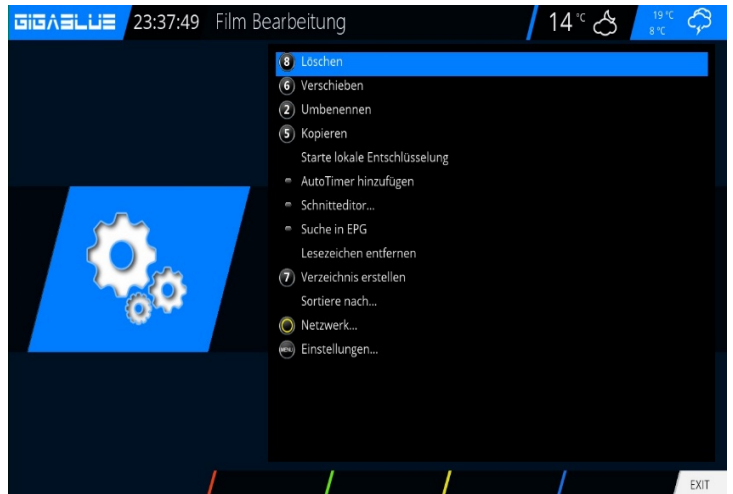 GIGABLUE 23:37:49 Film Bearbeitung 14 °C 19 °C
8 °C
8 Löschen
6 Verschieben
2 Umbenennen
5 Kopieren
Starte lokale Entschlüsselung
AutoTimer hinzufügen
Schnitteditor...
Suche in EPG
Lesezeichen entfernen
7 Verzeichnis erstellen
Sortiere nach...
Netzwerk...
MENU Einstellungen...
EXIT